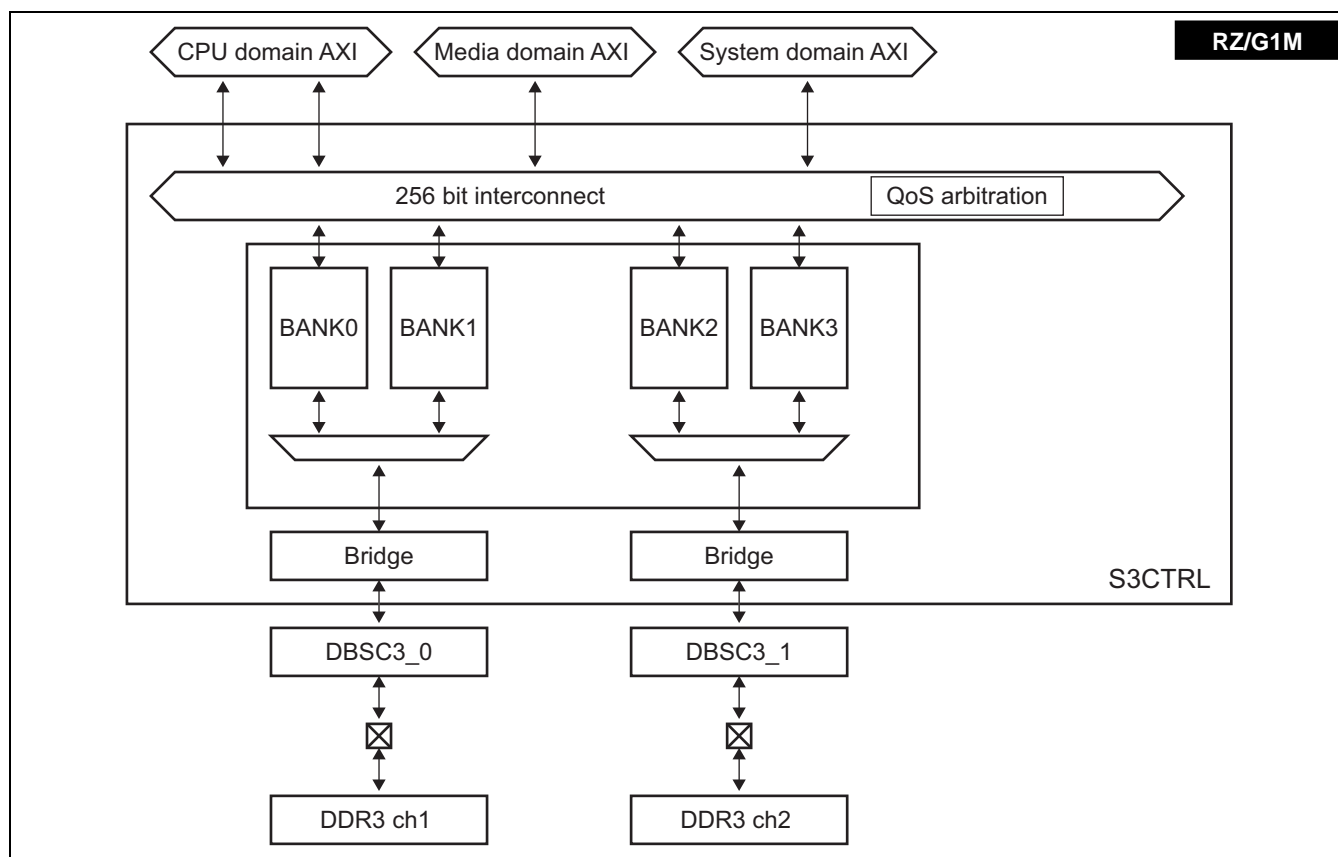 RZ/G1M
CPU domain AXI
Media domain AXI
System domain AXI
256 bit interconnect
QoS arbitration
BANK0
BANK1
BANK2
BANK3
Bridge
Bridge
S3CTRL
DBSC3_0
DBSC3_1
DDR3 ch1
DDR3 ch2